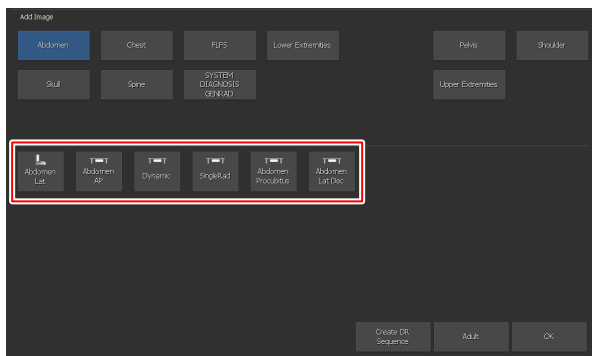 Add Image
Abdomen
Chest
FLFS
Lower Extremities
Pelvis
Shoulder
Skull
Spine
SYSTEM
DIAGNOSIS
GENRAD
Upper Extremities
Abdomen
Lat
Abdomen
AP
Dynamic
SingleRad
Abdomen
Procubitus
Abdomen
Lat Dec
Create DR
Sequence
Adult
OK